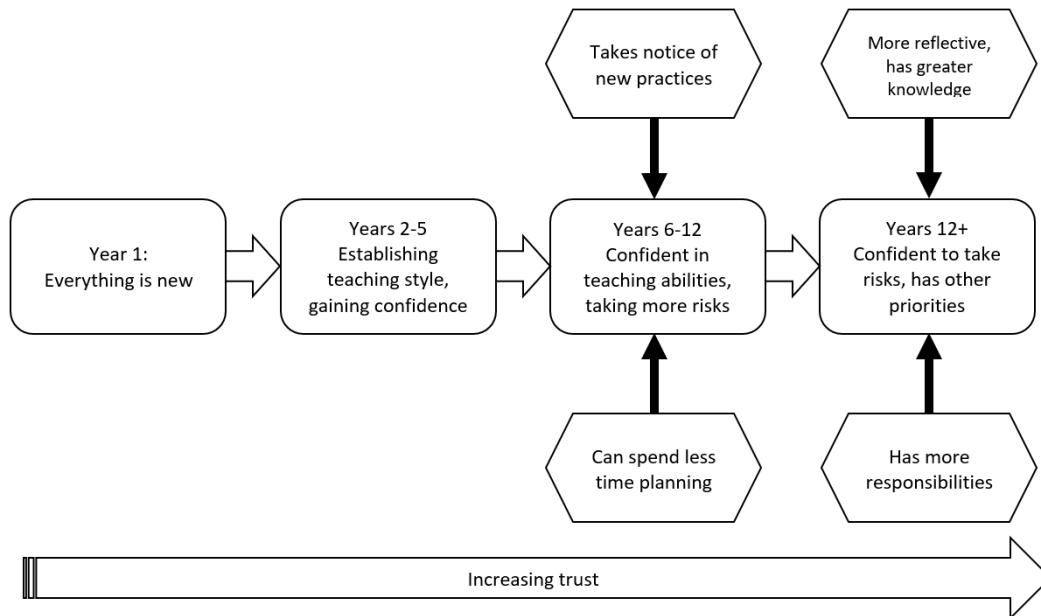 Takes notice of
new practices
More reflective,
has greater
knowledge
Year 1:
Everything is new
Years 2-5
Establishing
teaching style,
gaining confidence
Years 6-12
Confident in
teaching abilities,
taking more risks
Years 12+
Confident to take
risks, has other
priorities
Can spend less
time planning
Has more
responsibilities
Increasing trust